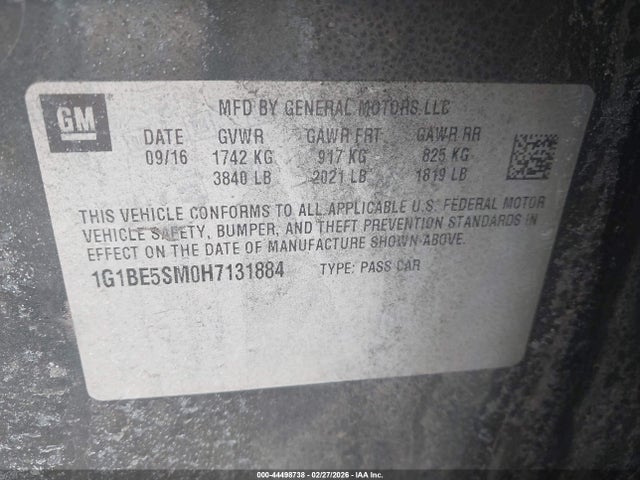 GM
MFD BY GENERAL MOTORS LLC
DATE GVWR GAWR FRT GAWR RR
09/16 1742 KG 917 KG 825 KG
3840 LB 2021 LB 1819 LB
THIS VEHICLE CONFORMS TO ALL APPLICABLE U.S. FEDERAL MOTOR
VEHICLE SAFETY, BUMPER, AND THEFT PREVENTION STANDARDS IN
EFFECT ON THE DATE OF MANUFACTURE SHOWN ABOVE.
1G1BE5SM0H7131884 TYPE: PASS CAR
000-44498738 - 02/27/2026 - IAA Inc.